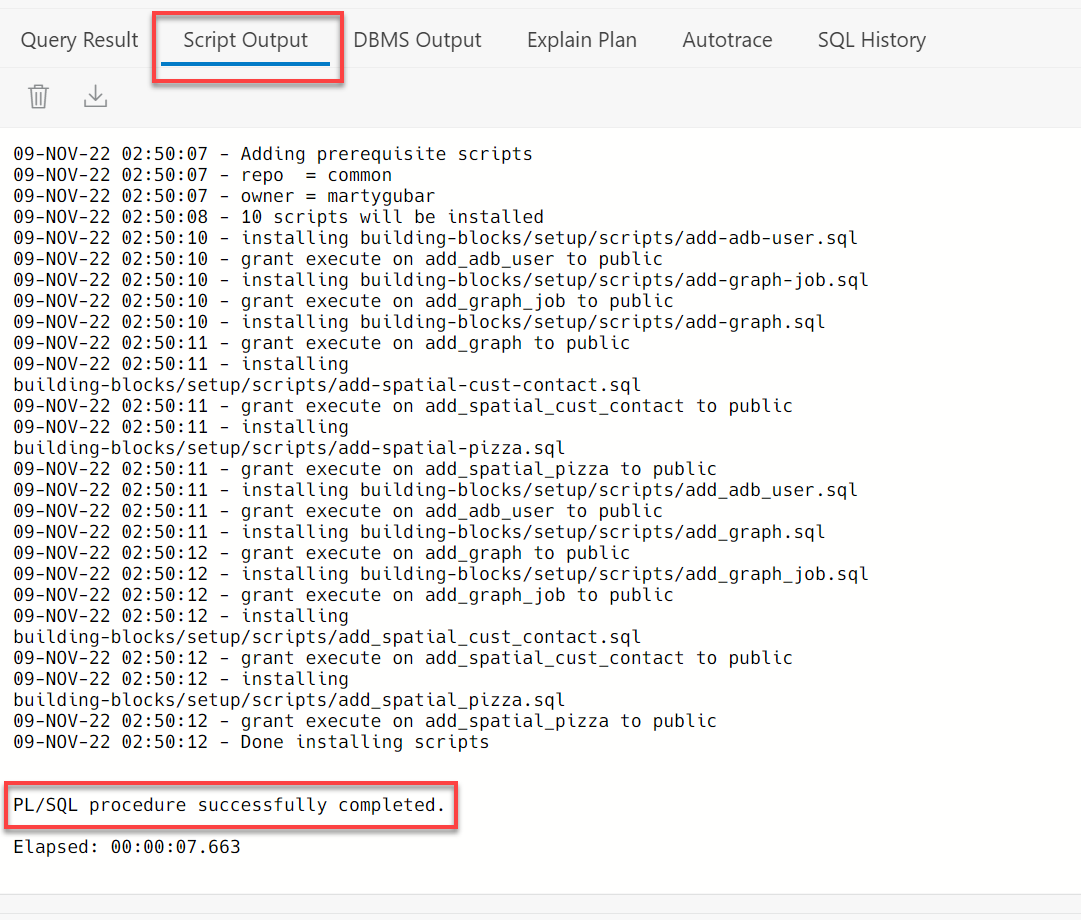 Query Result Script Output DBMS Output Explain Plan Autotrace SQL History
09-NOV-22 02:50:07 - Adding prerequisite scripts
09-NOV-22 02:50:07 - repo  = common
09-NOV-22 02:50:07 - owner = martygubar
09-NOV-22 02:50:08 - 10 scripts will be installed
09-NOV-22 02:50:10 - installing building-blocks/setup/scripts/add-adb-user.sql
09-NOV-22 02:50:10 - grant execute on add_adb_user to public
09-NOV-22 02:50:10 - installing building-blocks/setup/scripts/add-graph-job.sql
09-NOV-22 02:50:10 - grant execute on add_graph_job to public
09-NOV-22 02:50:10 - installing building-blocks/setup/scripts/add-graph.sql
09-NOV-22 02:50:11 - grant execute on add_graph to public
09-NOV-22 02:50:11 - installing
building-blocks/setup/scripts/add-spatial-cust-contact.sql
09-NOV-22 02:50:11 - grant execute on add_spatial_cust_contact to public
09-NOV-22 02:50:11 - installing
building-blocks/setup/scripts/add-spatial-pizza.sql
09-NOV-22 02:50:11 - grant execute on add_spatial_pizza to public
09-NOV-22 02:50:11 - installing building-blocks/setup/scripts/add_adb_user.sql
09-NOV-22 02:50:11 - grant execute on add_adb_user to public
09-NOV-22 02:50:11 - installing building-blocks/setup/scripts/add_graph.sql
09-NOV-22 02:50:12 - grant execute on add_graph to public
09-NOV-22 02:50:12 - installing building-blocks/setup/scripts/add_graph_job.sql
09-NOV-22 02:50:12 - grant execute on add_graph_job to public
09-NOV-22 02:50:12 - installing
building-blocks/setup/scripts/add_spatial_cust_contact.sql
09-NOV-22 02:50:12 - grant execute on add_spatial_cust_contact to public
09-NOV-22 02:50:12 - installing
building-blocks/setup/scripts/add_spatial_pizza.sql
09-NOV-22 02:50:12 - grant execute on add_spatial_pizza to public
09-NOV-22 02:50:12 - Done installing scripts
PL/SQL procedure successfully completed.
Elapsed: 00:00:07.663